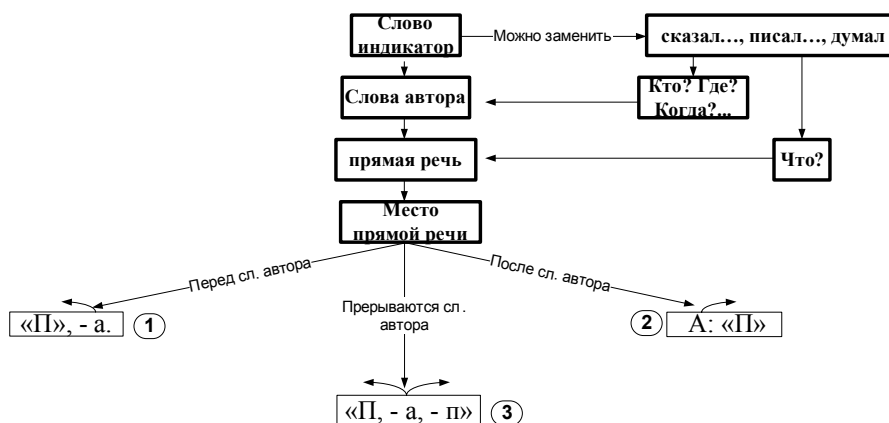 Слово
индикатор
Можно заменить
сказал…, писал…, думал
Слова автора
Кто? Где?
Когда?...
прямая речь
Что?
Место
прямой речи
Перед сл. автора
После сл. автора
Прерываются сл.
автора
«П», - а.
1
2
А: «П»
«П, - а, - п»
3